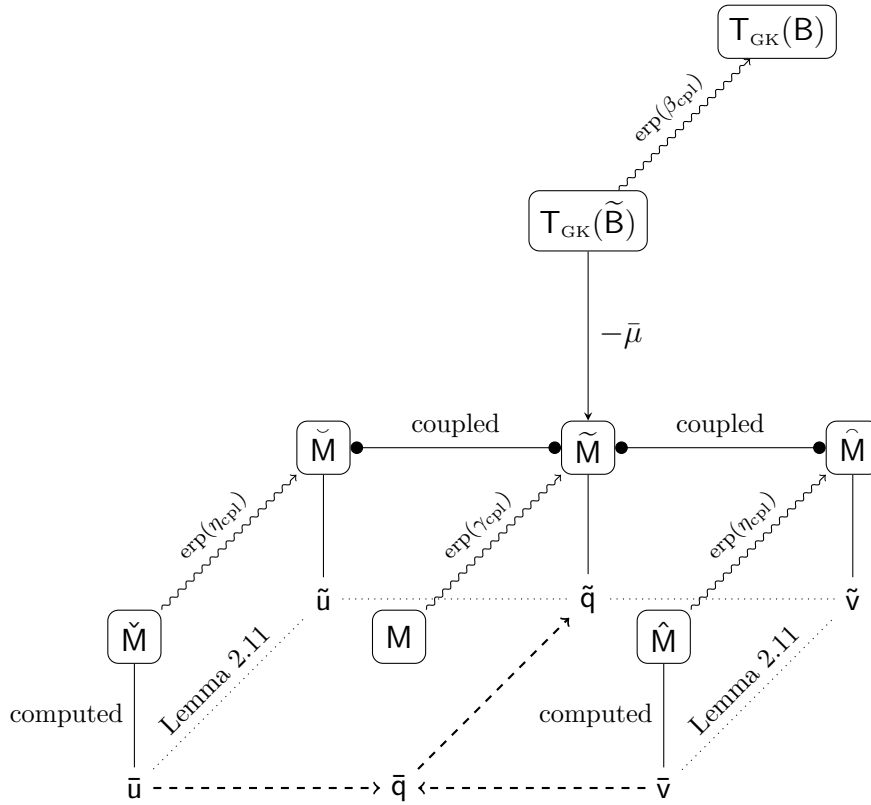 T_GK(B)
erp(β_cpl)
T_GK(B̃)
−μ̄
M̆ coupled M̃ coupled M̑
erp(η_cpl) erp(γ_cpl) erp(η_cpl)
ũ q̃ ṽ
M̌ M M̂
Lemma 2.11 Lemma 2.11
computed computed
ū q̄ v̄